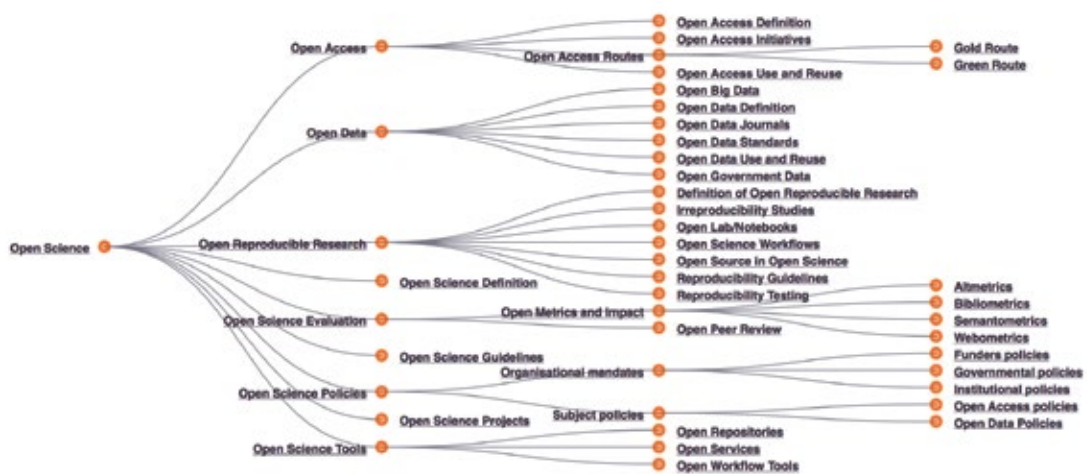 Open Science
Open Access
Open Access Definition
Open Access Initiatives
Open Access Routes
Gold Route
Green Route
Open Access Use and Reuse
Open Data
Open Big Data
Open Data Definition
Open Data Journals
Open Data Standards
Open Data Use and Reuse
Open Government Data
Open Reproducible Research
Definition of Open Reproducible Research
Irreproducibility Studies
Open Lab/Notebooks
Open Science Workflows
Open Source in Open Science
Reproducibility Guidelines
Reproducibility Testing
Open Science Definition
Open Science Evaluation
Open Metrics and Impact
Altmetrics
Bibliometrics
Semantometrics
Webometrics
Open Peer Review
Open Science Guidelines
Open Science Policies
Organisational mandates
Funders policies
Governmental policies
Institutional policies
Subject policies
Open Access policies
Open Data Policies
Open Science Projects
Open Science Tools
Open Repositories
Open Services
Open Workflow Tools